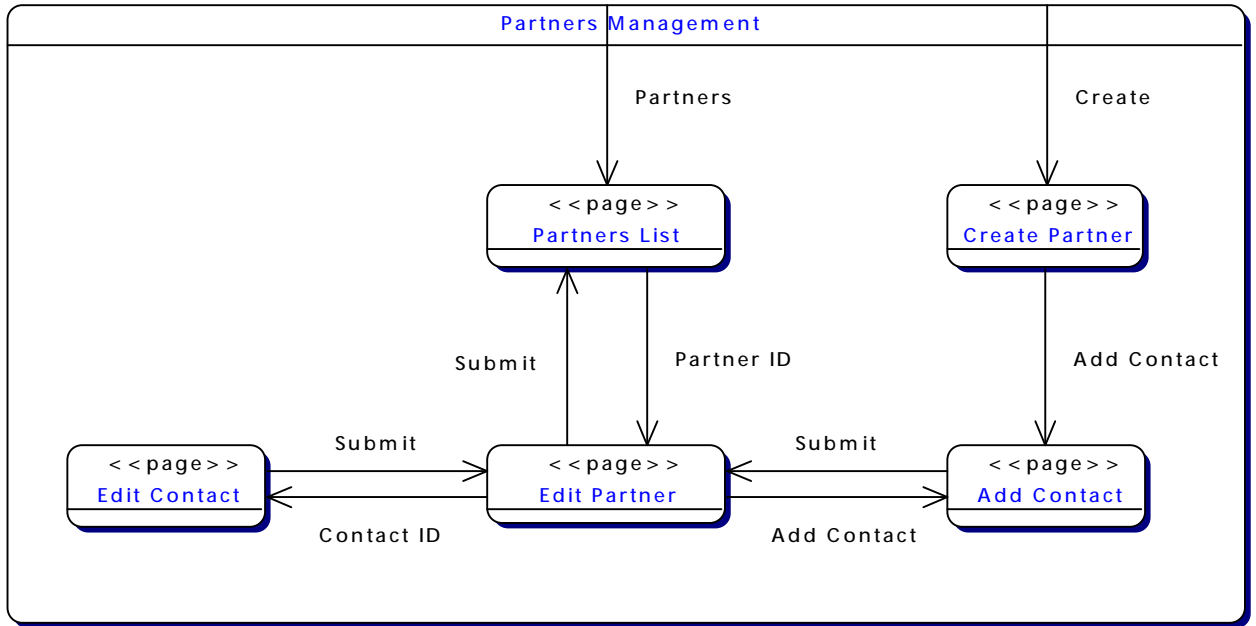 Partners Management
Partners
Create
<<page>>
Partners List
<<page>>
Create Partner
Submit
Partner ID
Add Contact
Submit
Submit
<<page>>
Edit Contact
<<page>>
Edit Partner
<<page>>
Add Contact
Contact ID
Add Contact